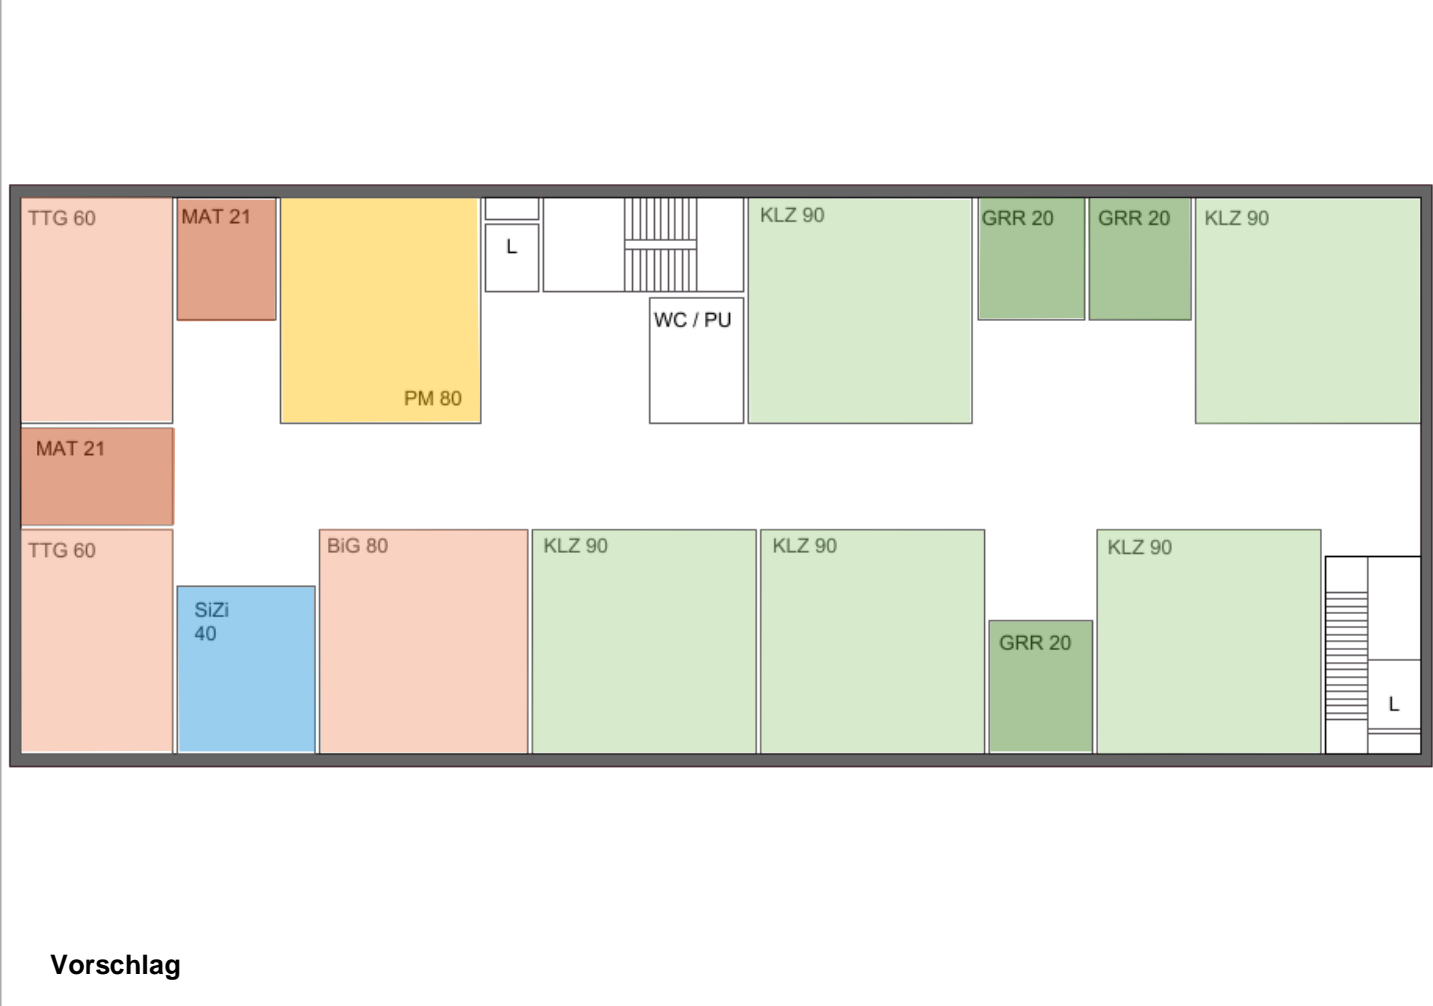 TTG 60
MAT 21
PM 80
L
WC / PU
KLZ 90
GRR 20
GRR 20
KLZ 90
MAT 21
TTG 60
SiZi
40
BiG 80
KLZ 90
KLZ 90
GRR 20
KLZ 90
L
Vorschlag